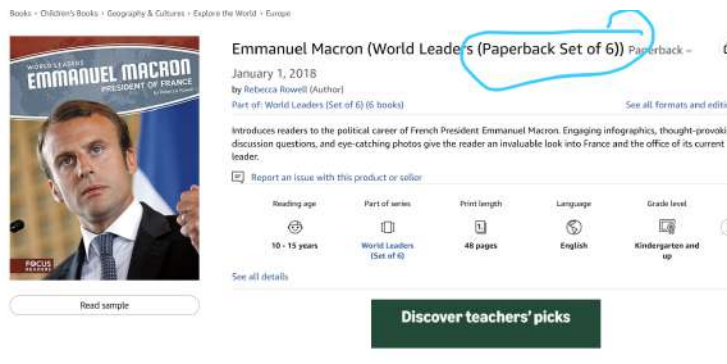 Books › Children's Books › Geography & Cultures › Explore the World › Europe
WORLD LEADERS
EMMANUEL MACRON
PRESIDENT OF FRANCE
by Rebecca Rowell
FOCUS
READERS
Read sample
Emmanuel Macron (World Leaders (Paperback Set of 6)) Paperback –
January 1, 2018
by Rebecca Rowell (Author)
Part of: World Leaders (Set of 6) (6 books)
See all formats and editi
Introduces readers to the political career of French President Emmanuel Macron. Engaging infographics, thought-provoki
discussion questions, and eye-catching photos give the reader an invaluable look into France and the office of its current
leader.
Report an issue with this product or seller
Reading age
10 - 15 years
Part of series
World Leaders
(Set of 6)
Print length
48 pages
Language
English
Grade level
Kindergarten and
up
See all details
Discover teachers' picks